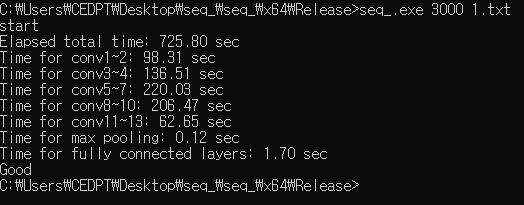 C:₩Users₩CEDPT₩Desktop₩seq_₩seq_₩x64₩Release>seq_.exe 3000 1.txt
start
Elapsed total time: 725.80 sec
Time for conv1~2: 98.31 sec
Time for conv3~4: 136.51 sec
Time for conv5~7: 220.03 sec
Time for conv8~10: 206.47 sec
Time for conv11~13: 62.65 sec
Time for max pooling: 0.12 sec
Time for fully connected layers: 1.70 sec
Good
C:₩Users₩CEDPT₩Desktop₩seq_₩seq_₩x64₩Release>